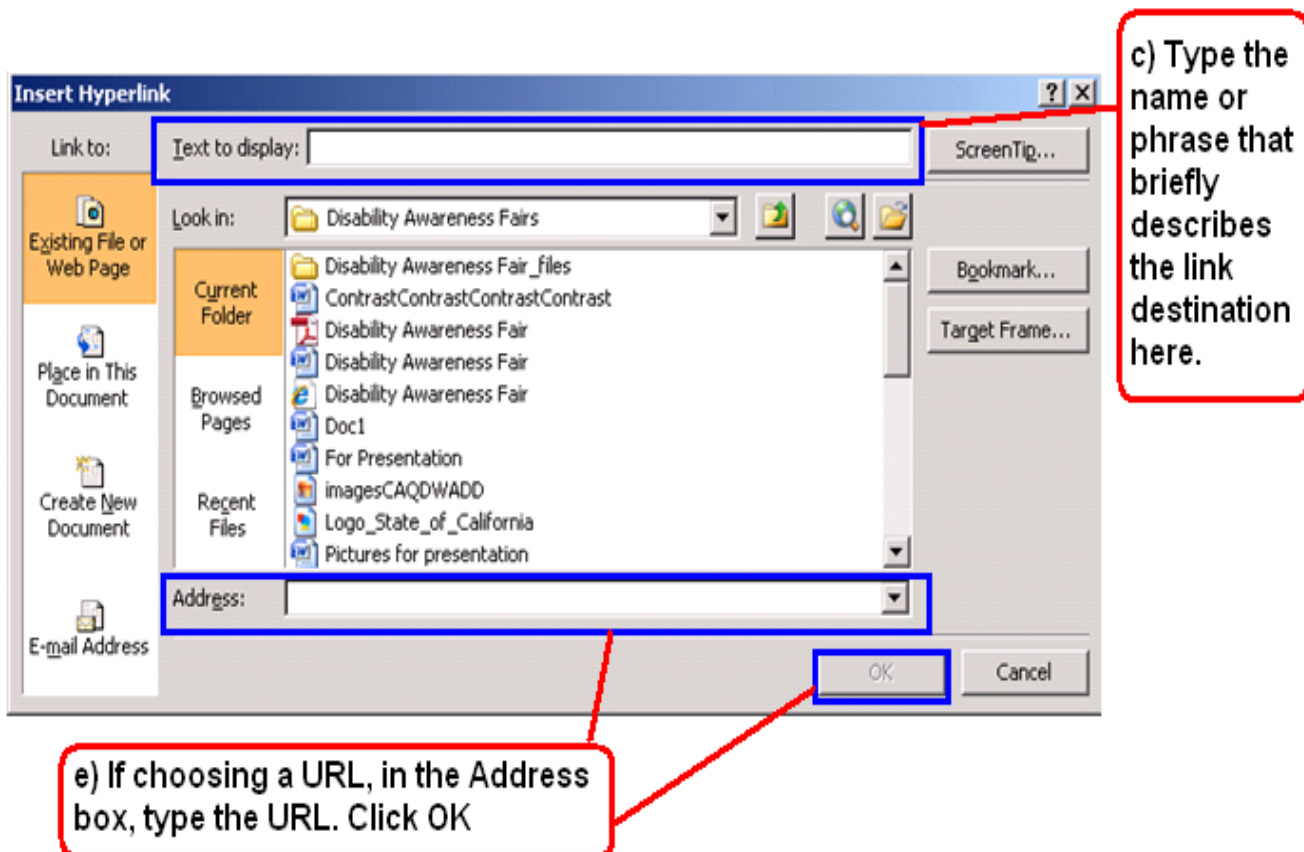 c) Type the
name or
phrase that
briefly
describes
the link
destination
here.
Insert Hyperlink
Link to:
Text to display:
ScreenTip...
Existing File or
Web Page
Place in This
Document
Create New
Document
E-mail Address
Look in:
Disability Awareness Fairs
Current
Folder
Browsed
Pages
Recent
Files
Disability Awareness Fair_files
ContrastContrastContrastContrast
Disability Awareness Fair
Disability Awareness Fair
Disability Awareness Fair
Doc1
For Presentation
imagesCAQDWADD
Logo_State_of_California
Pictures for presentation
Bookmark...
Target Frame...
Address:
OK
Cancel
e) If choosing a URL, in the Address
box, type the URL. Click OK